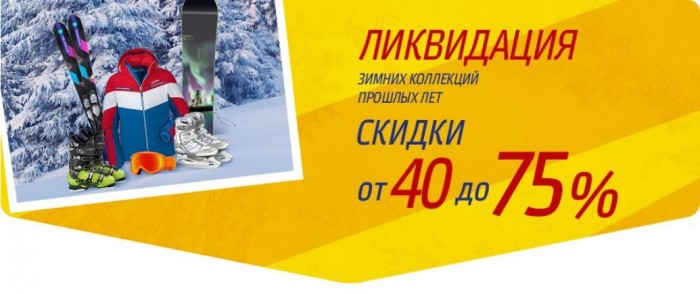 ЛИКВИДАЦИЯ
ЗИМНИХ КОЛЛЕКЦИЙ
ПРОШЛЫХ ЛЕТ
СКИДКИ
от 40 до 75%